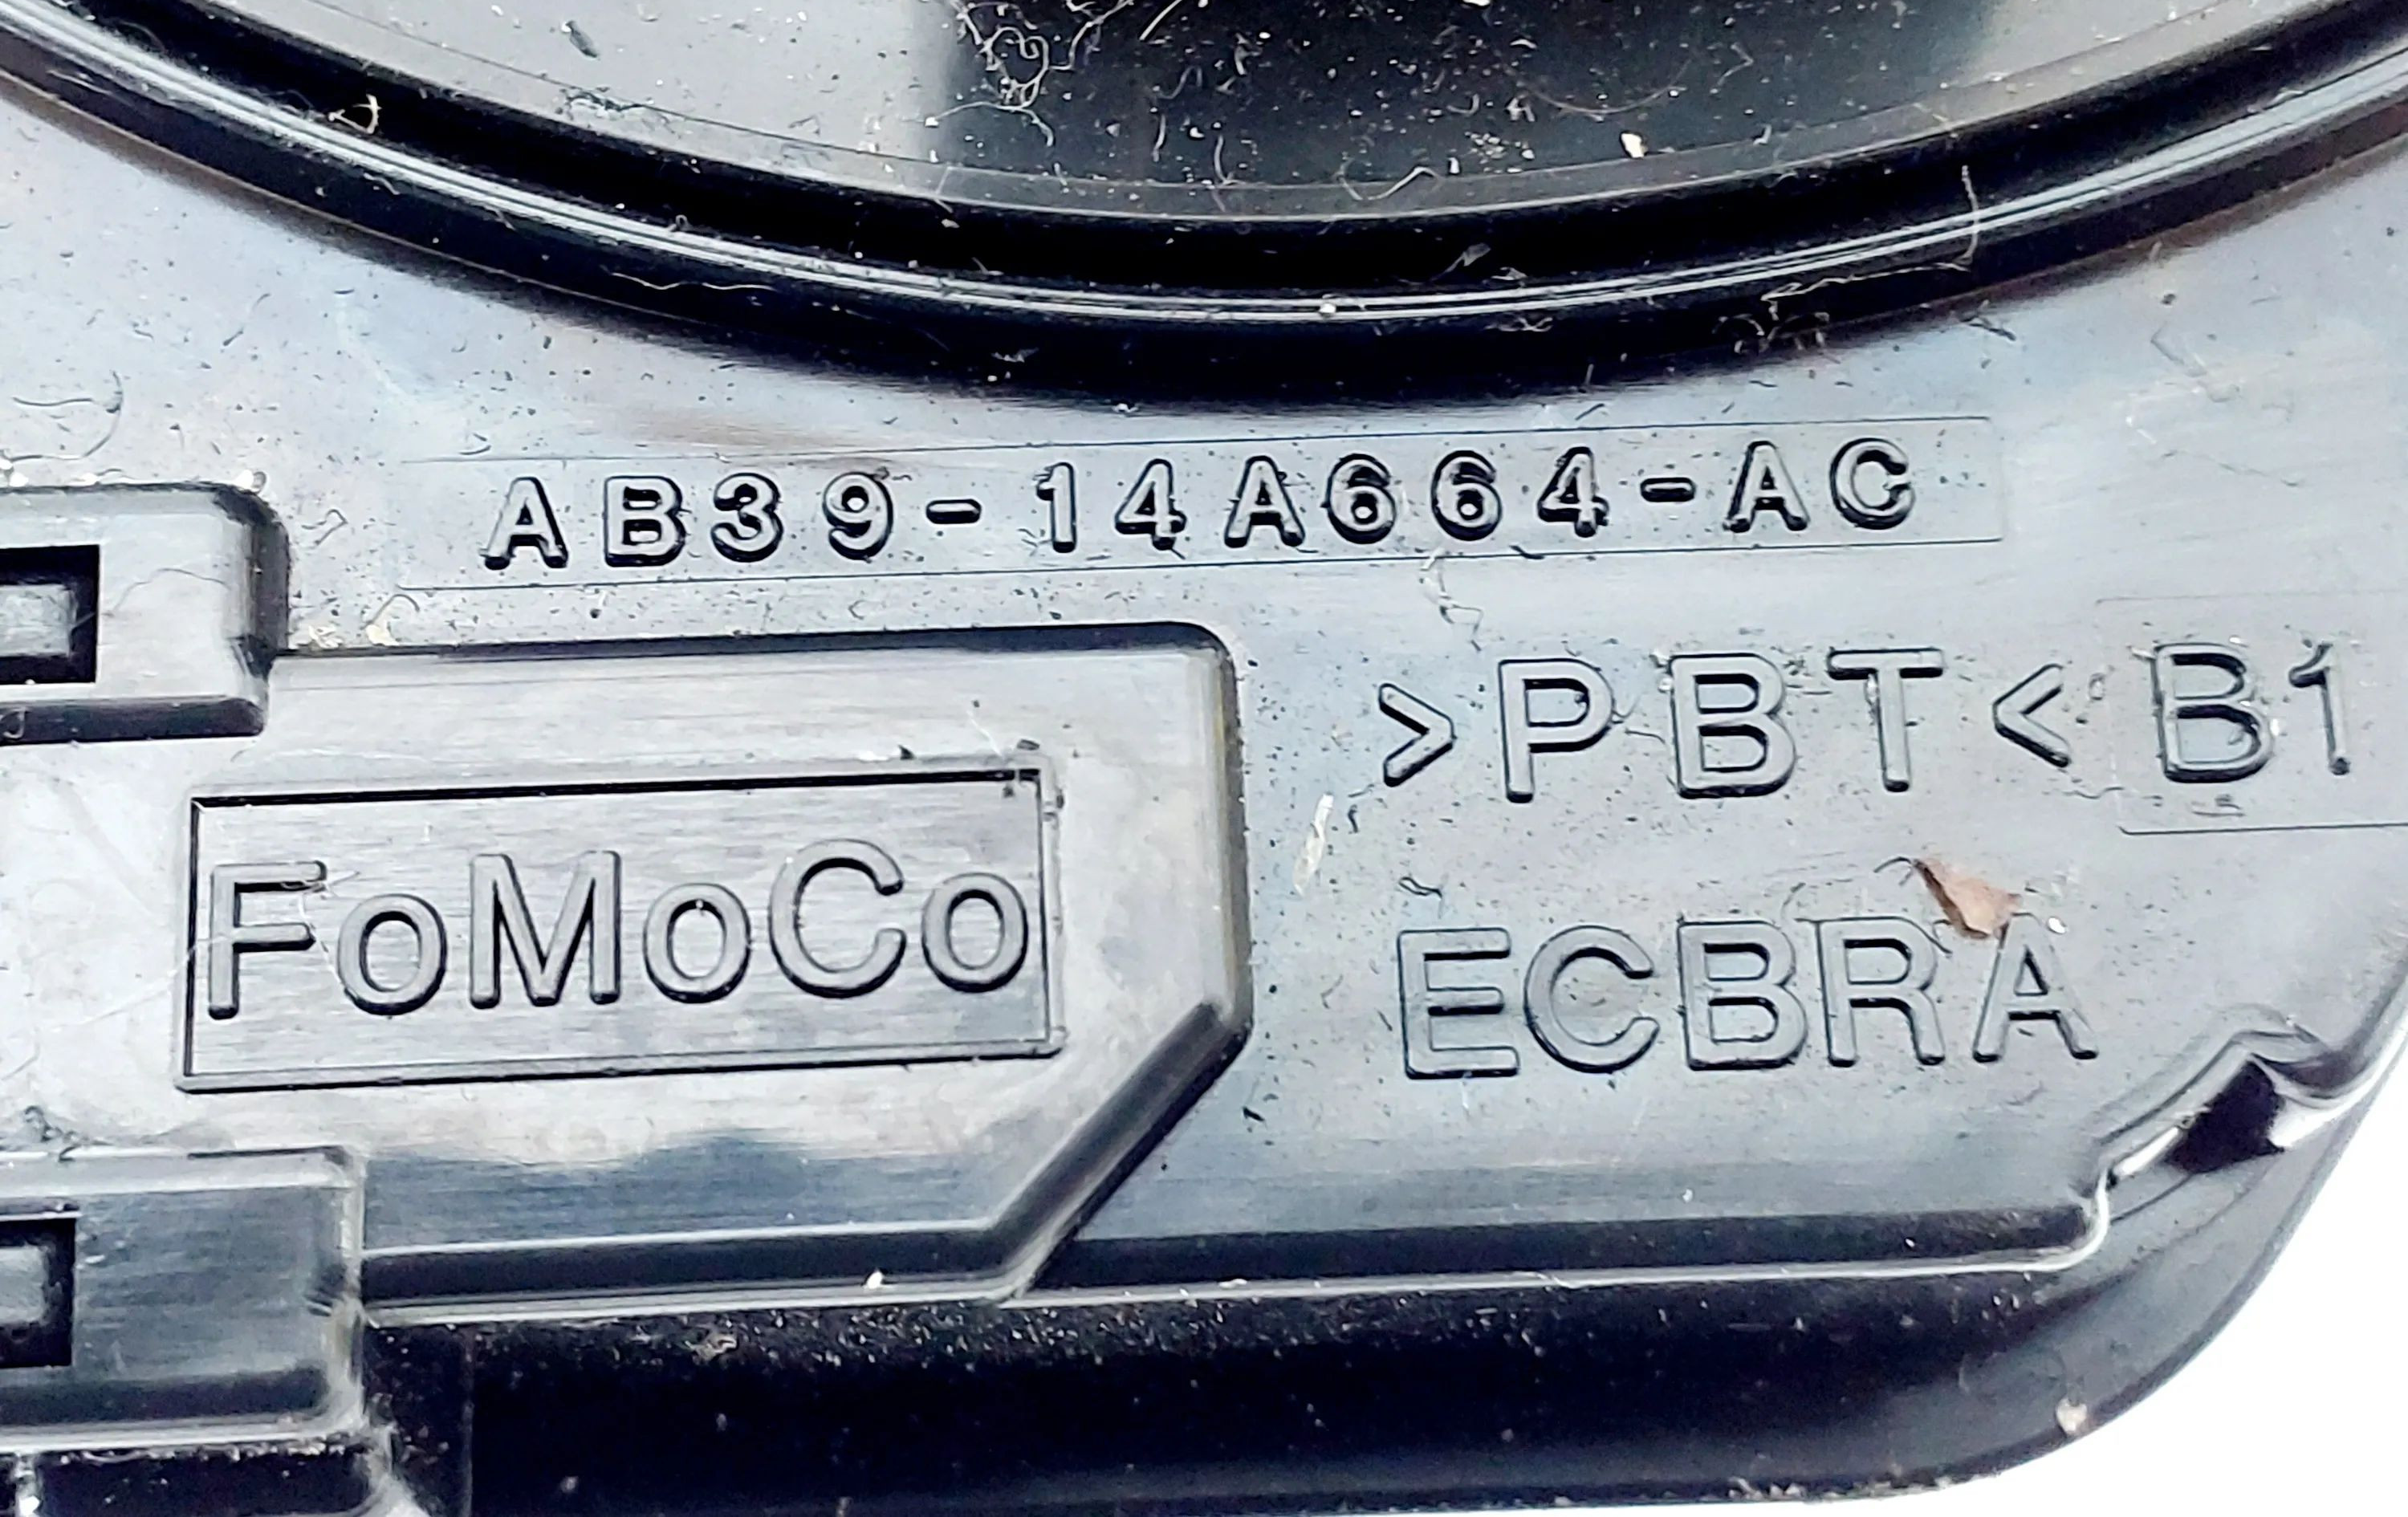 AB39-14A664-AC
>PBT< B1
FoMoCo
ECBRA